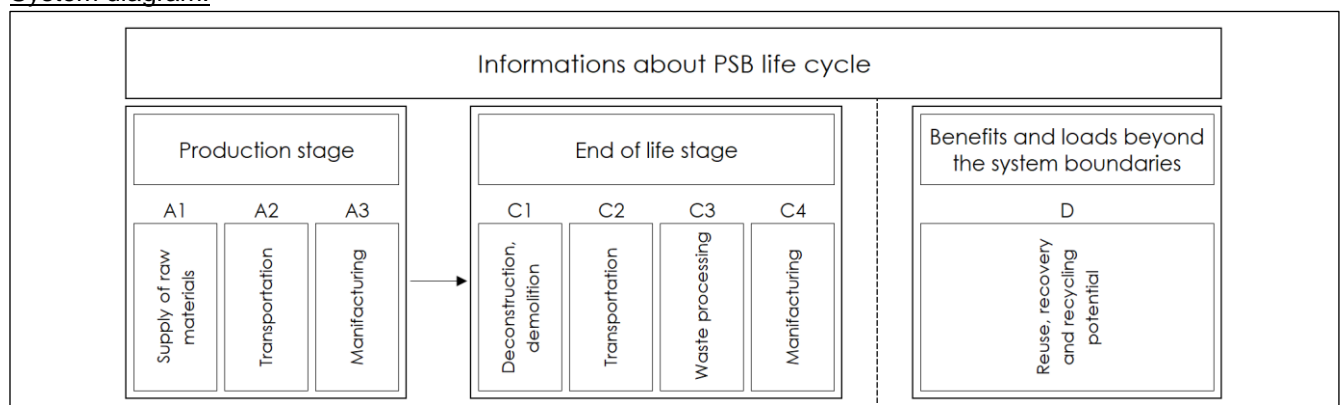 System diagram:
Informations about PSB life cycle
Production stage
End of life stage
Benefits and loads beyond
the system boundaries
A1
A2
A3
C1
C2
C3
C4
D
Supply of raw
materials
Transportation
Manifacturing
Deconstruction,
demolition
Transportation
Waste processing
Manifacturing
Reuse, recovery
and recycling
potential